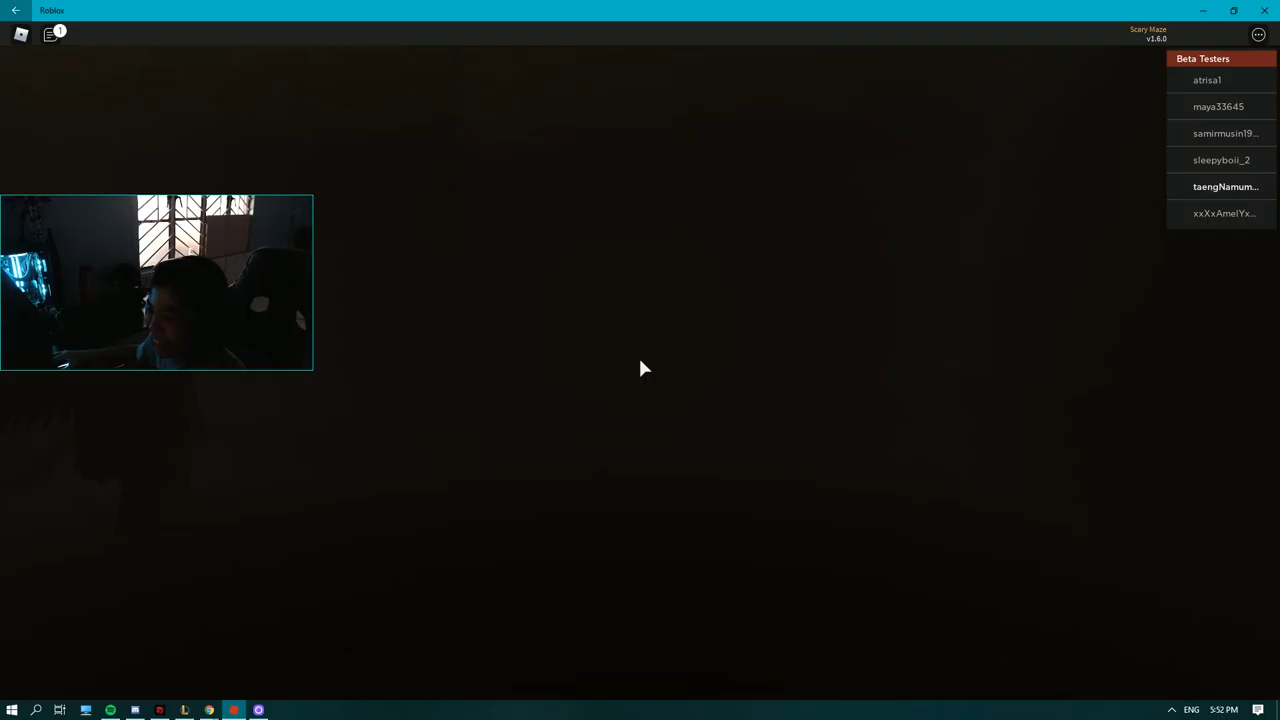 Roblox
1
Scary Maze
v1.6.0
Beta Testers
atrisa1
maya33645
samirmusin19...
sleepyboii_2
taengNamum...
xxXxAmelYx...
ENG
5:52 PM